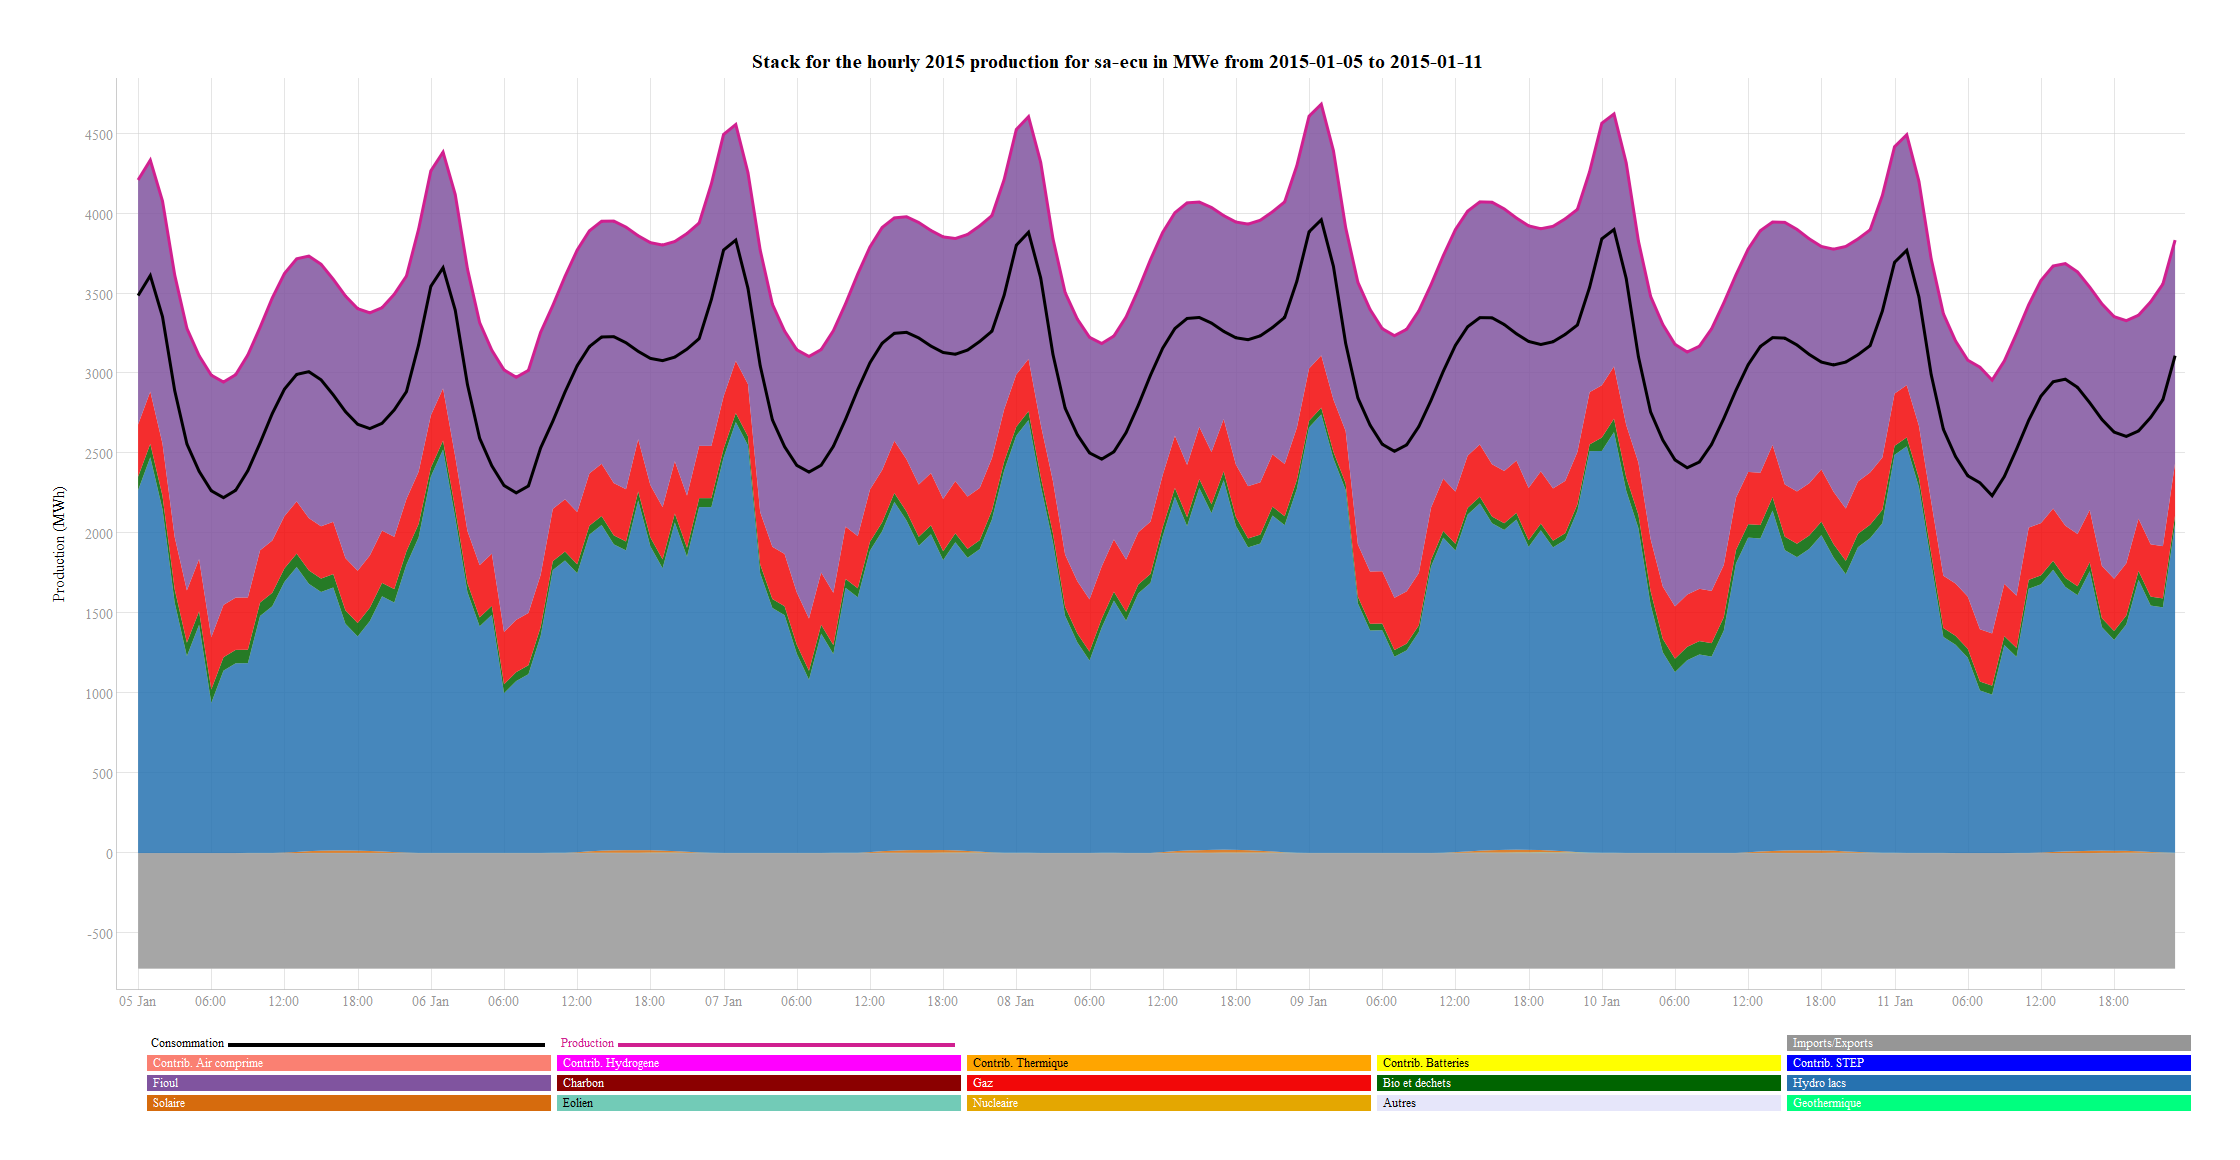 Stack for the hourly 2015 production for sa-ecu in MWe from 2015-01-05 to 2015-01-11
Production (MWh)
4500
4000
3500
3000
2500
2000
1500
1000
500
0
-500
05 Jan 06:00 12:00 18:00 06 Jan 06:00 12:00 18:00 07 Jan 06:00 12:00 18:00 08 Jan 06:00 12:00 18:00 09 Jan 06:00 12:00 18:00 10 Jan 06:00 12:00 18:00 11 Jan 06:00 12:00 18:00
Consommation Production Imports/Exports
Contrib. Air comprime Contrib. Hydrogene Contrib. Thermique Contrib. Batteries Contrib. STEP
Fioul Charbon Gaz Bio et dechets Hydro lacs
Solaire Eolien Nucleaire Autres Geothermique